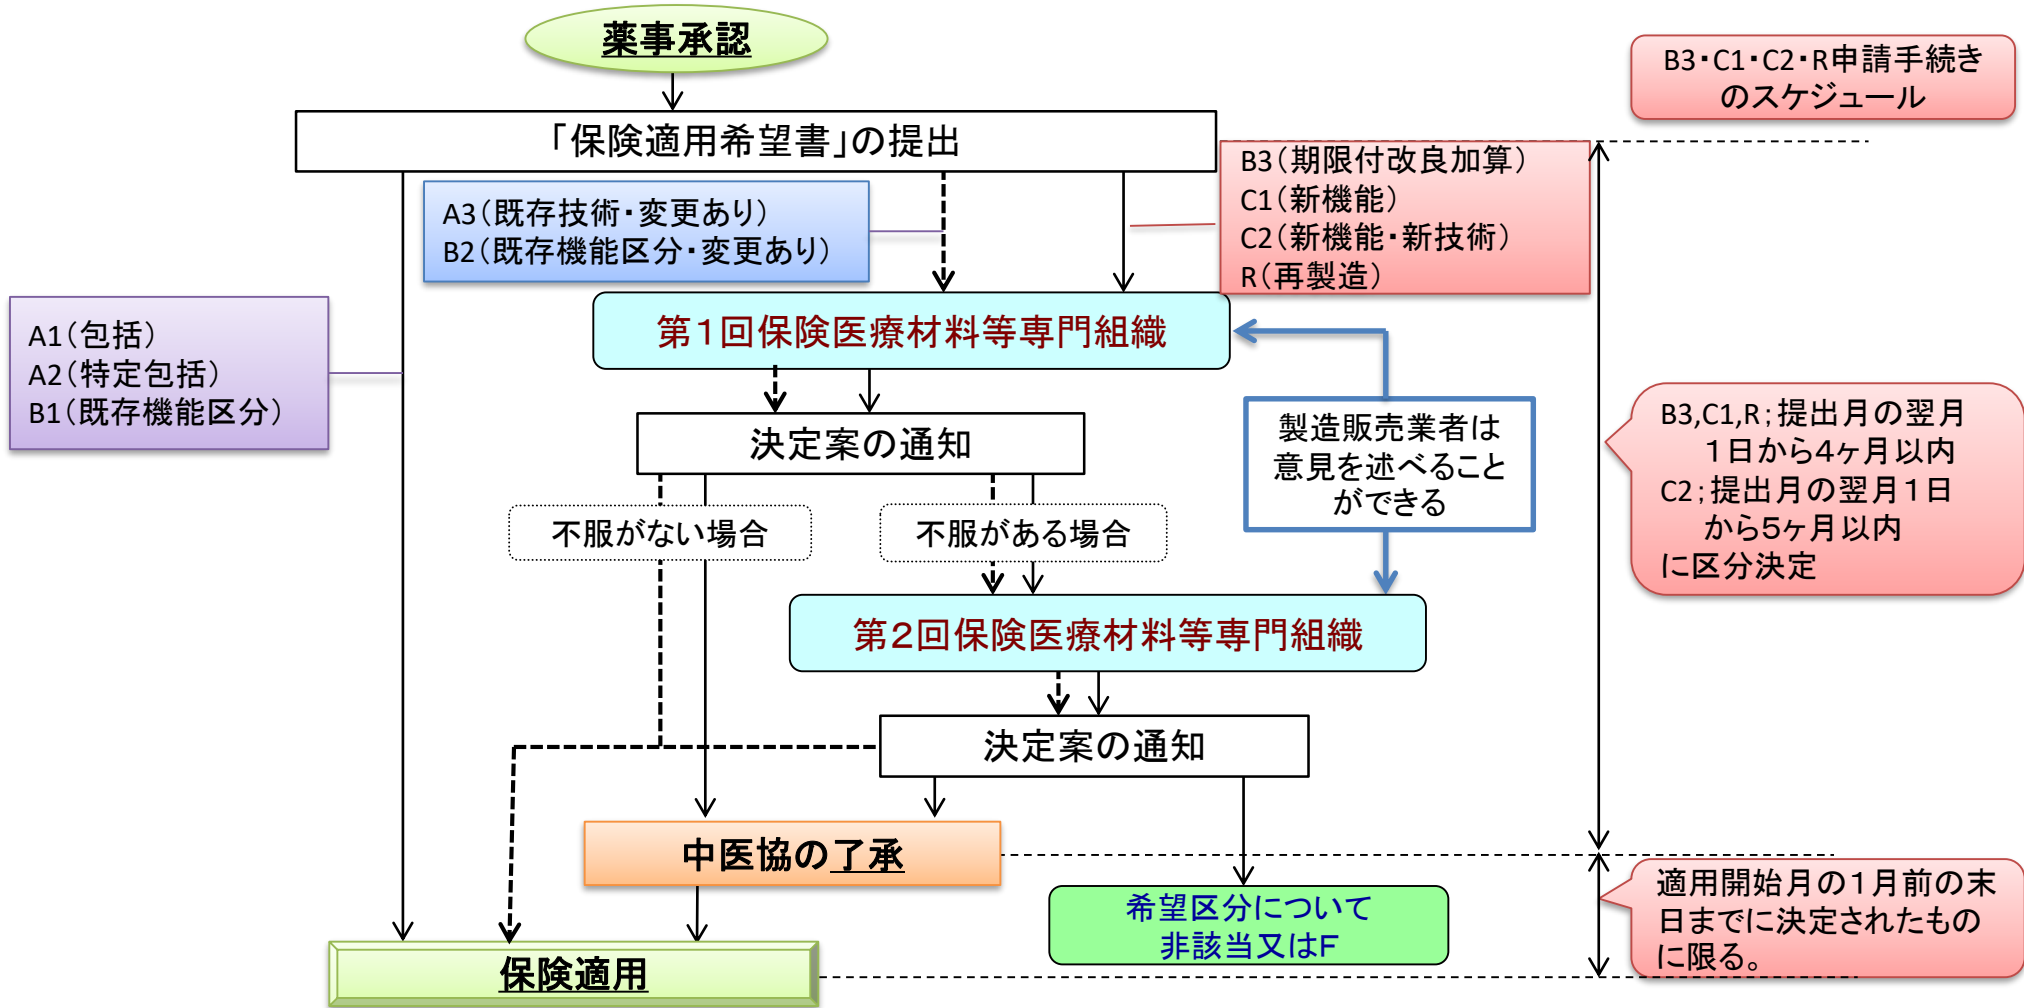 薬事承認
B3・C1・C2・R申請手続き
のスケジュール
「保険適用希望書」の提出
B3（期限付改良加算）
C1（新機能）
C2（新機能・新技術）
R（再製造）
A3（既存技術・変更あり）
B2（既存機能区分・変更あり）
A1（包括）
A2（特定包括）
B1（既存機能区分）
第１回保険医療材料等専門組織
決定案の通知
製造販売業者は
意見を述べること
ができる
B3,C1,R；提出月の翌月
１日から４ヶ月以内
C2；提出月の翌月１日
から５ヶ月以内
に区分決定
不服がない場合
不服がある場合
第２回保険医療材料等専門組織
決定案の通知
中医協の了承
希望区分について
非該当又はＦ
適用開始月の１月前の末
日までに決定されたもの
に限る。
保険適用